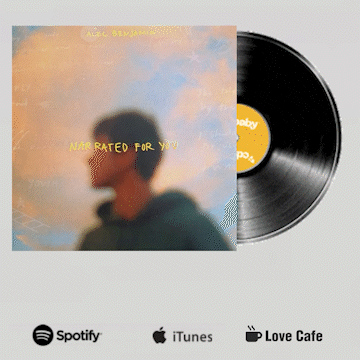 ALEC BENJAMIN
NARRATED FOR YOU
Spotify
iTunes
Love Cafe